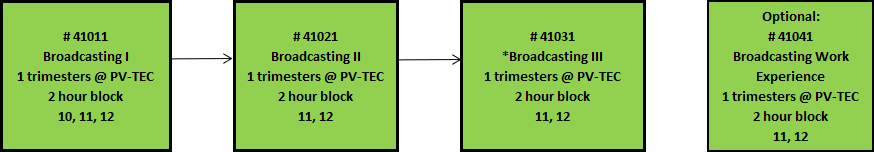 # 41011
Broadcasting I
1 trimesters @ PV-TEC
2 hour block
10, 11, 12
# 41021
Broadcasting II
1 trimesters @ PV-TEC
2 hour block
11, 12
# 41031
*Broadcasting III
1 trimesters @ PV-TEC
2 hour block
11, 12
Optional:
# 41041
Broadcasting Work
Experience
1 trimesters @ PV-TEC
2 hour block
11, 12